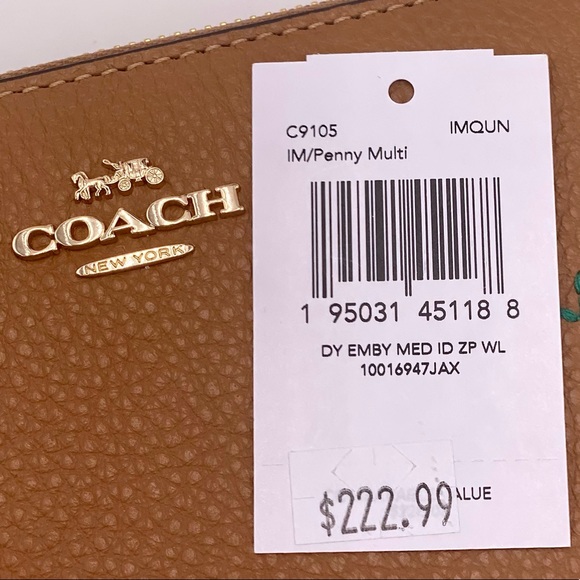 COACH
NEW YORK
C9105 IMQUN
IM/Penny Multi
1 95031 45118 8
DY EMBY MED ID ZP WL
10016947JAX
$222.99